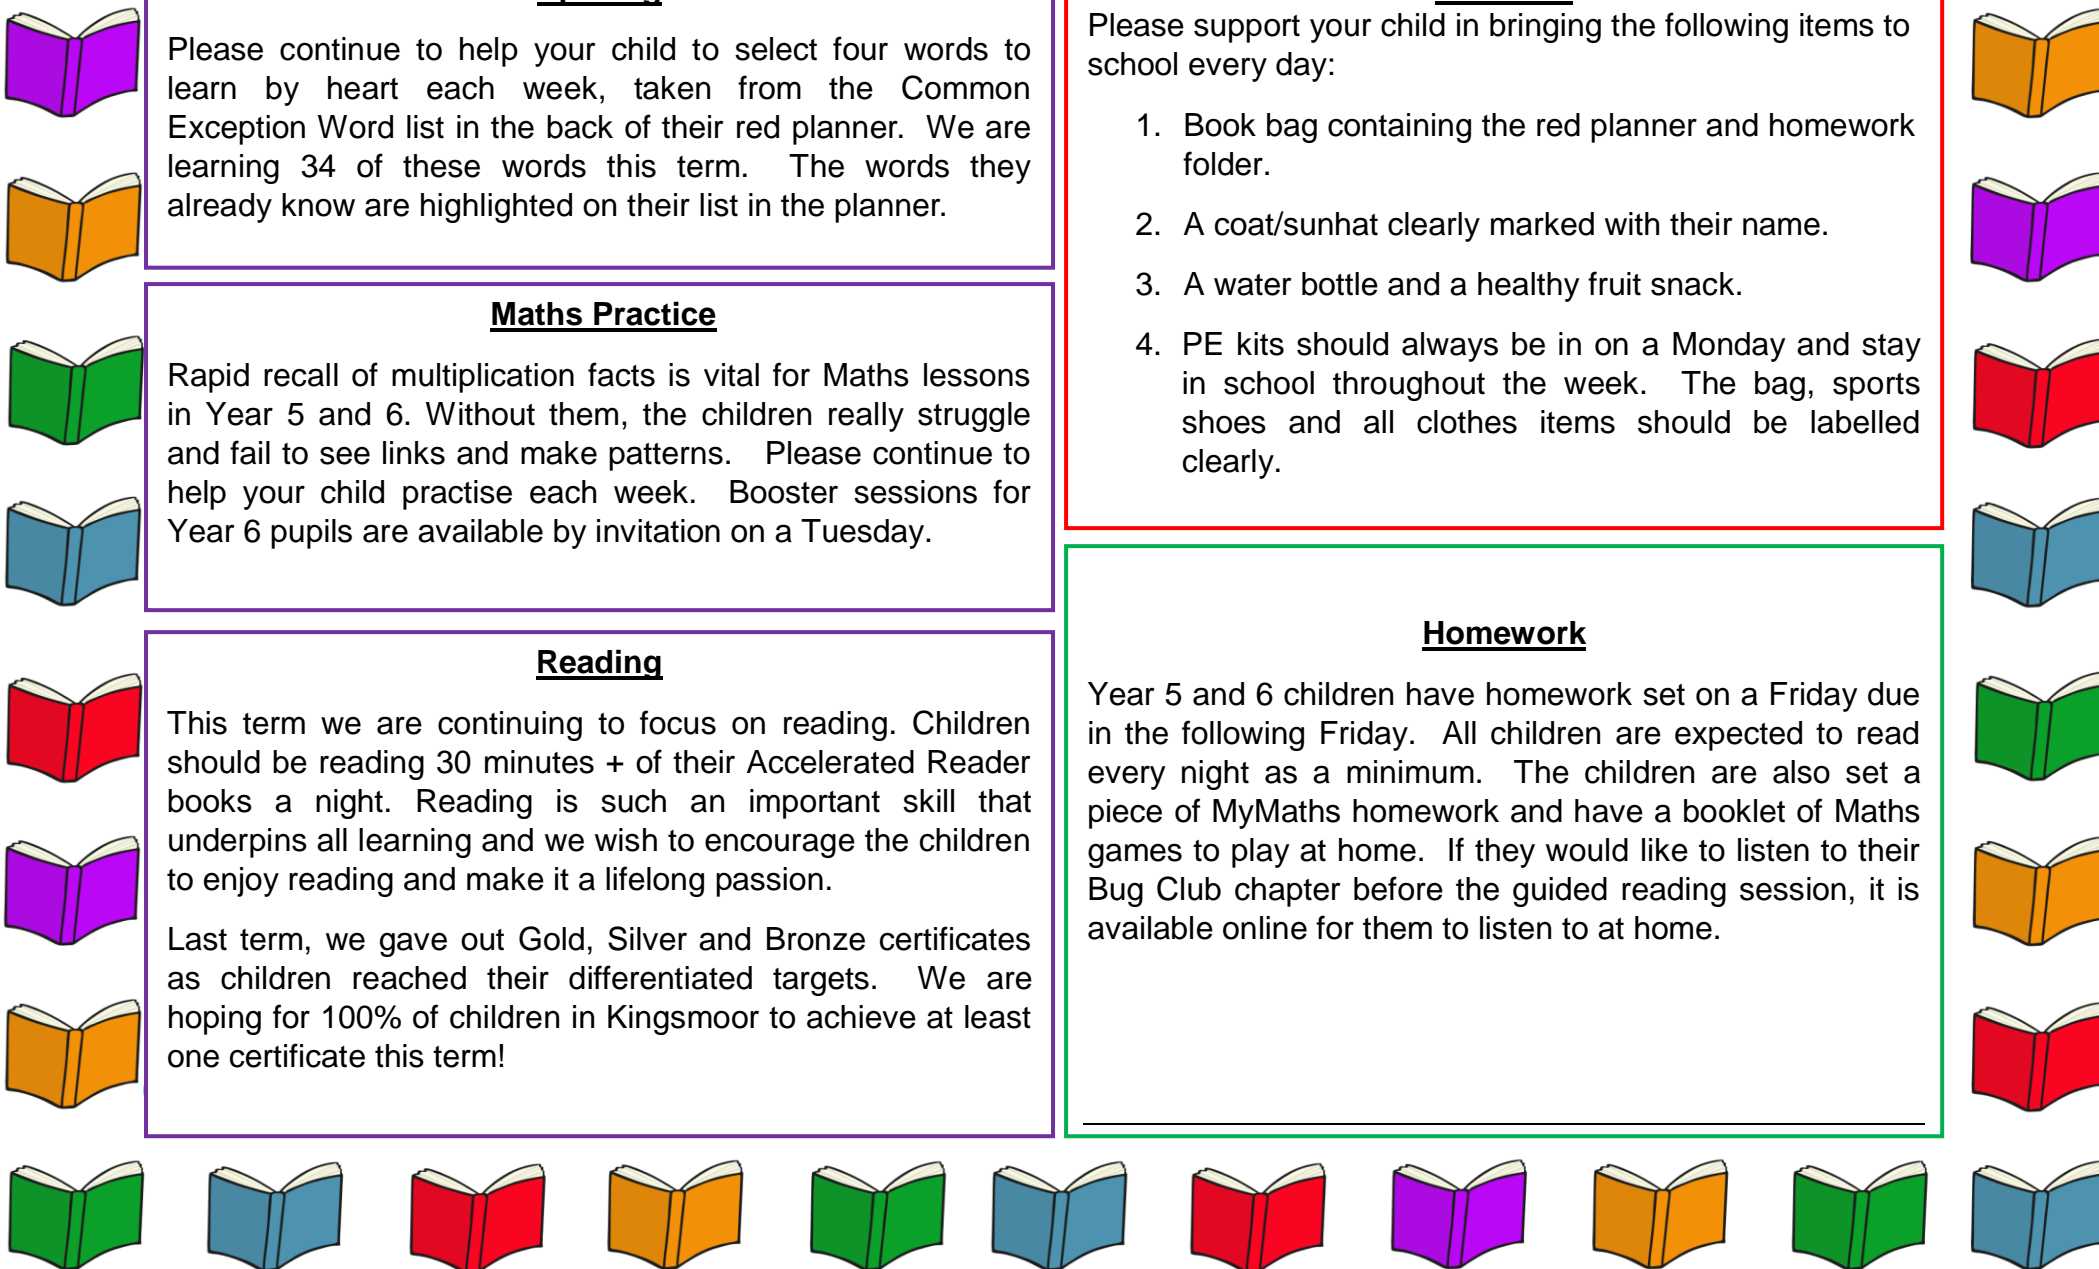 Please continue to help your child to select four words to
learn by heart each week, taken from the Common
Exception Word list in the back of their red planner. We are
learning 34 of these words this term. The words they
already know are highlighted on their list in the planner.
Maths Practice
Rapid recall of multiplication facts is vital for Maths lessons
in Year 5 and 6. Without them, the children really struggle
and fail to see links and make patterns. Please continue to
help your child practise each week. Booster sessions for
Year 6 pupils are available by invitation on a Tuesday.
Reading
This term we are continuing to focus on reading. Children
should be reading 30 minutes + of their Accelerated Reader
books a night. Reading is such an important skill that
underpins all learning and we wish to encourage the children
to enjoy reading and make it a lifelong passion.
Last term, we gave out Gold, Silver and Bronze certificates
as children reached their differentiated targets. We are
hoping for 100% of children in Kingsmoor to achieve at least
one certificate this term!
Please support your child in bringing the following items to
school every day:
1. Book bag containing the red planner and homework
folder.
2. A coat/sunhat clearly marked with their name.
3. A water bottle and a healthy fruit snack.
4. PE kits should always be in on a Monday and stay
in school throughout the week. The bag, sports
shoes and all clothes items should be labelled
clearly.
Homework
Year 5 and 6 children have homework set on a Friday due
in the following Friday. All children are expected to read
every night as a minimum. The children are also set a
piece of MyMaths homework and have a booklet of Maths
games to play at home. If they would like to listen to their
Bug Club chapter before the guided reading session, it is
available online for them to listen to at home.